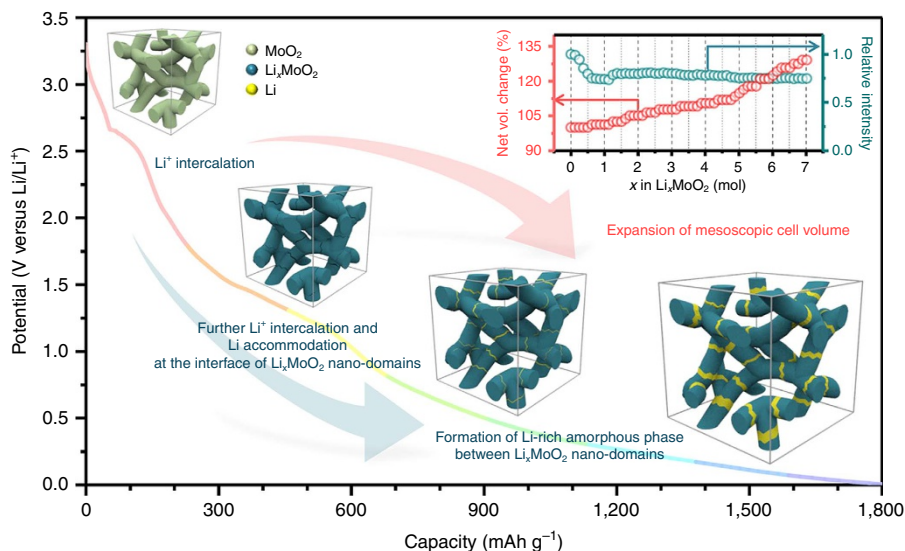 3.5
3.0
2.5
2.0
1.5
1.0
0.5
0.0
Potential (V versus Li/Li⁺)
0
300
600
900
1,200
1,500
1,800
Capacity (mAh g⁻¹)
MoO₂
LiₓMoO₂
Li
Li⁺ intercalation
Further Li⁺ intercalation and
Li accommodation
at the interface of LiₓMoO₂ nano-domains
Formation of Li-rich amorphous phase
between LiₓMoO₂ nano-domains
Expansion of mesoscopic cell volume
Net vol. change (%)
135
120
105
90
0
1
2
3
4
5
6
7
x in LiₓMoO₂ (mol)
1.0
0.5
0.0
Relative intetnsity